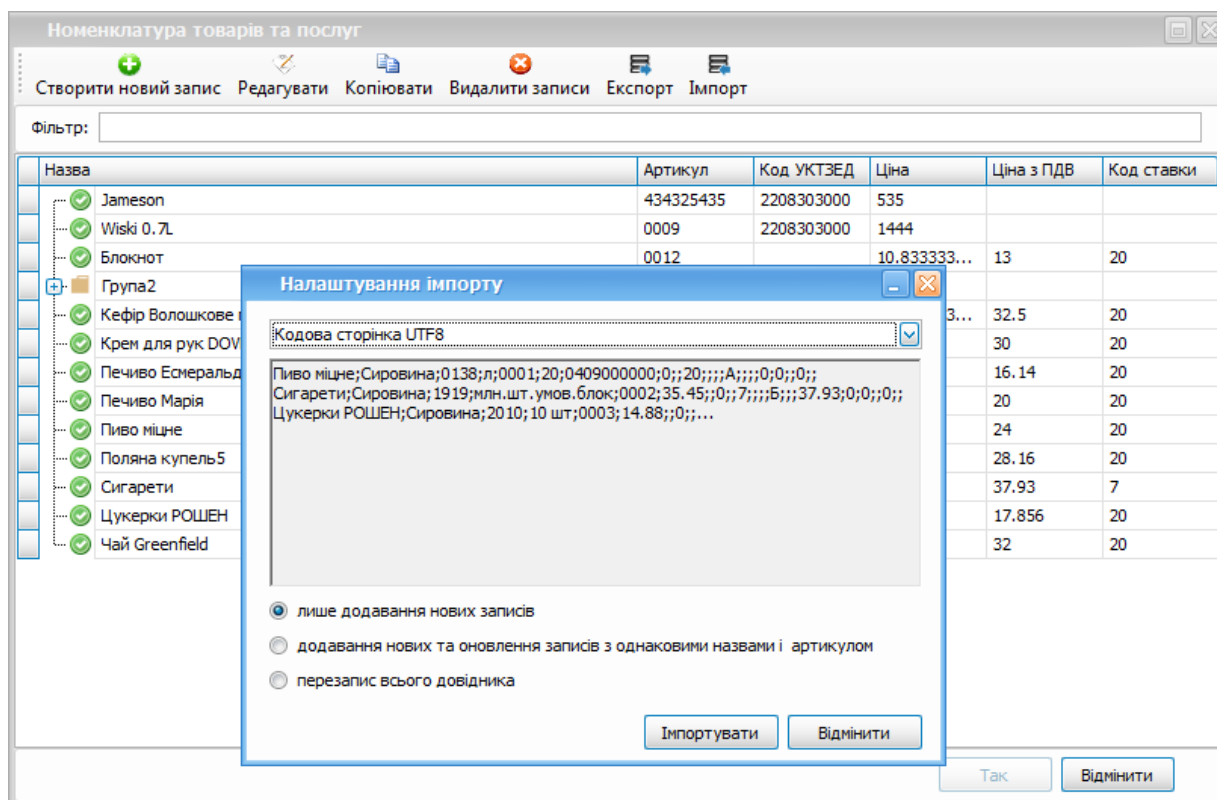 Номенклатура товарів та послуг
Створити новий запис Редагувати Копіювати Видалити записи Експорт Імпорт
Фільтр:
Назва Артикул Код УКТЗЕД Ціна Ціна з ПДВ Код ставки
Jameson 434325435 2208303000 535
Wiski 0.7L 0009 2208303000 1444
Блокнот 0012 10.833333... 13 20
Група2
Кефір Волошкове 3... 32.5 20
Крем для рук DOV 30 20
Печиво Есмеральд 16.14 20
Печиво Марія 20 20
Пиво міцне 24 20
Поляна купель5 28.16 20
Сигарети 37.93 7
Цукерки РОШЕН 17.856 20
Чай Greenfield 32 20
Налаштування імпорту
Кодова сторінка UTF8
Пиво міцне;Сировина;0138;л;0001;20;0409000000;0;;20;;;;А;;;;0;0;;0;;
Сигарети;Сировина;1919;млн.шт.умов.блок;0002;35.45;;0;;7;;;;Б;;;37.93;0;0;;0;;
Цукерки РОШЕН;Сировина;2010;10 шт;0003;14.88;;0;;...
лише додавання нових записів
додавання нових та оновлення записів з однаковими назвами і артикулом
перезапис всього довідника
Імпортувати Відмінити
Так Відмінити